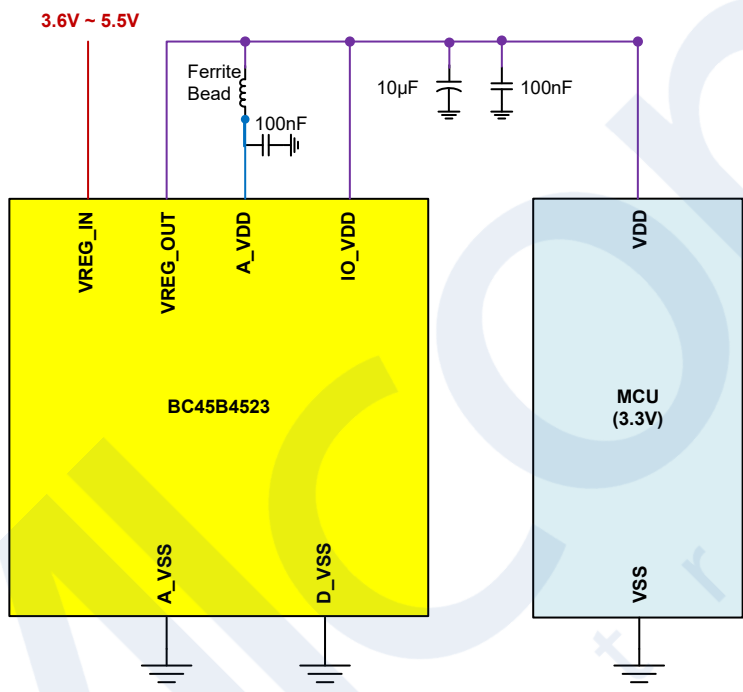 3.6V ~ 5.5V
Ferrite
Bead
100nF
10µF
100nF
VREG_IN
VREG_OUT
A_VDD
IO_VDD
VDD
BC45B4523
MCU
(3.3V)
A_VSS
D_VSS
VSS